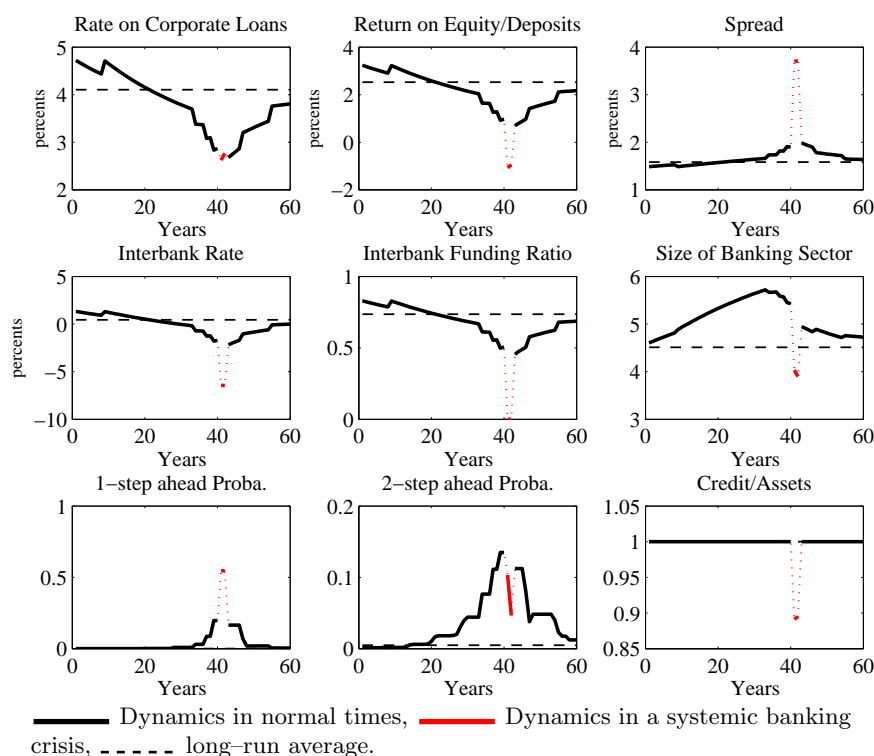 Rate on Corporate Loans
Return on Equity/Deposits
Spread
5
4
3
2
percents
0 20 40 60
Years
4
2
0
−2
percents
0 20 40 60
Years
4
3
2
1
percents
0 20 40 60
Years
Interbank Rate
Interbank Funding Ratio
Size of Banking Sector
5
0
−5
−10
percents
0 20 40 60
Years
1
0.5
0
0 20 40 60
Years
6
5
4
3
0 20 40 60
Years
1−step ahead Proba.
2−step ahead Proba.
Credit/Assets
1
0.5
0
0 20 40 60
Years
0.2
0.1
0
0 20 40 60
Years
1.05
1
0.95
0.9
0.85
0 20 40 60
Years
Dynamics in normal times, Dynamics in a systemic banking
crisis, long–run average.